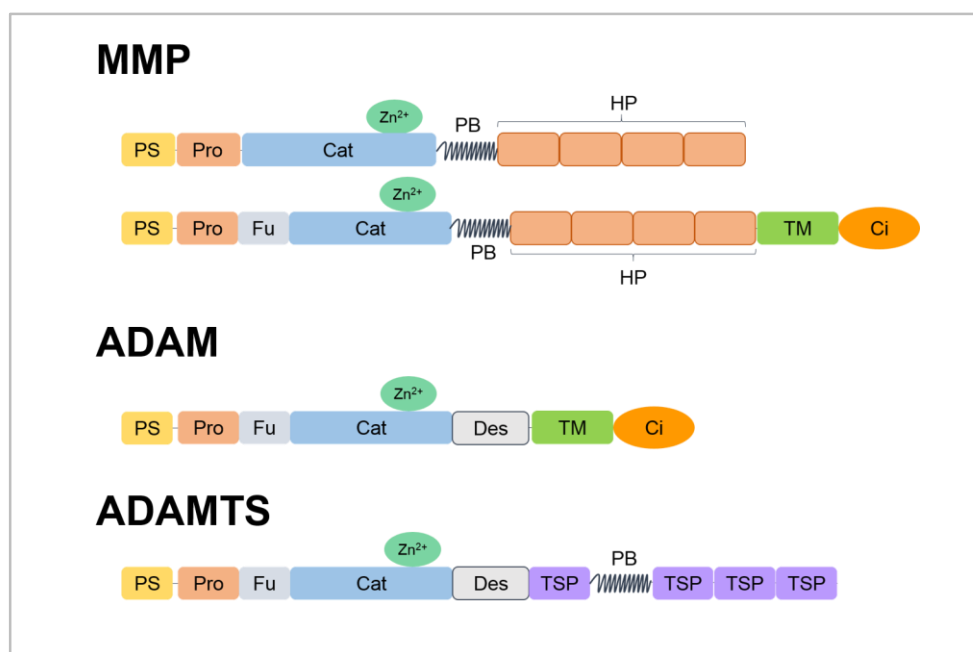 MMP
HP
Zn²⁺ PB
PS Pro Cat
Zn²⁺
PS Pro Fu Cat TM Ci
PB
HP
ADAM
Zn²⁺
PS Pro Fu Cat Des TM Ci
ADAMTS
Zn²⁺ PB
PS Pro Fu Cat Des TSP TSP TSP TSP